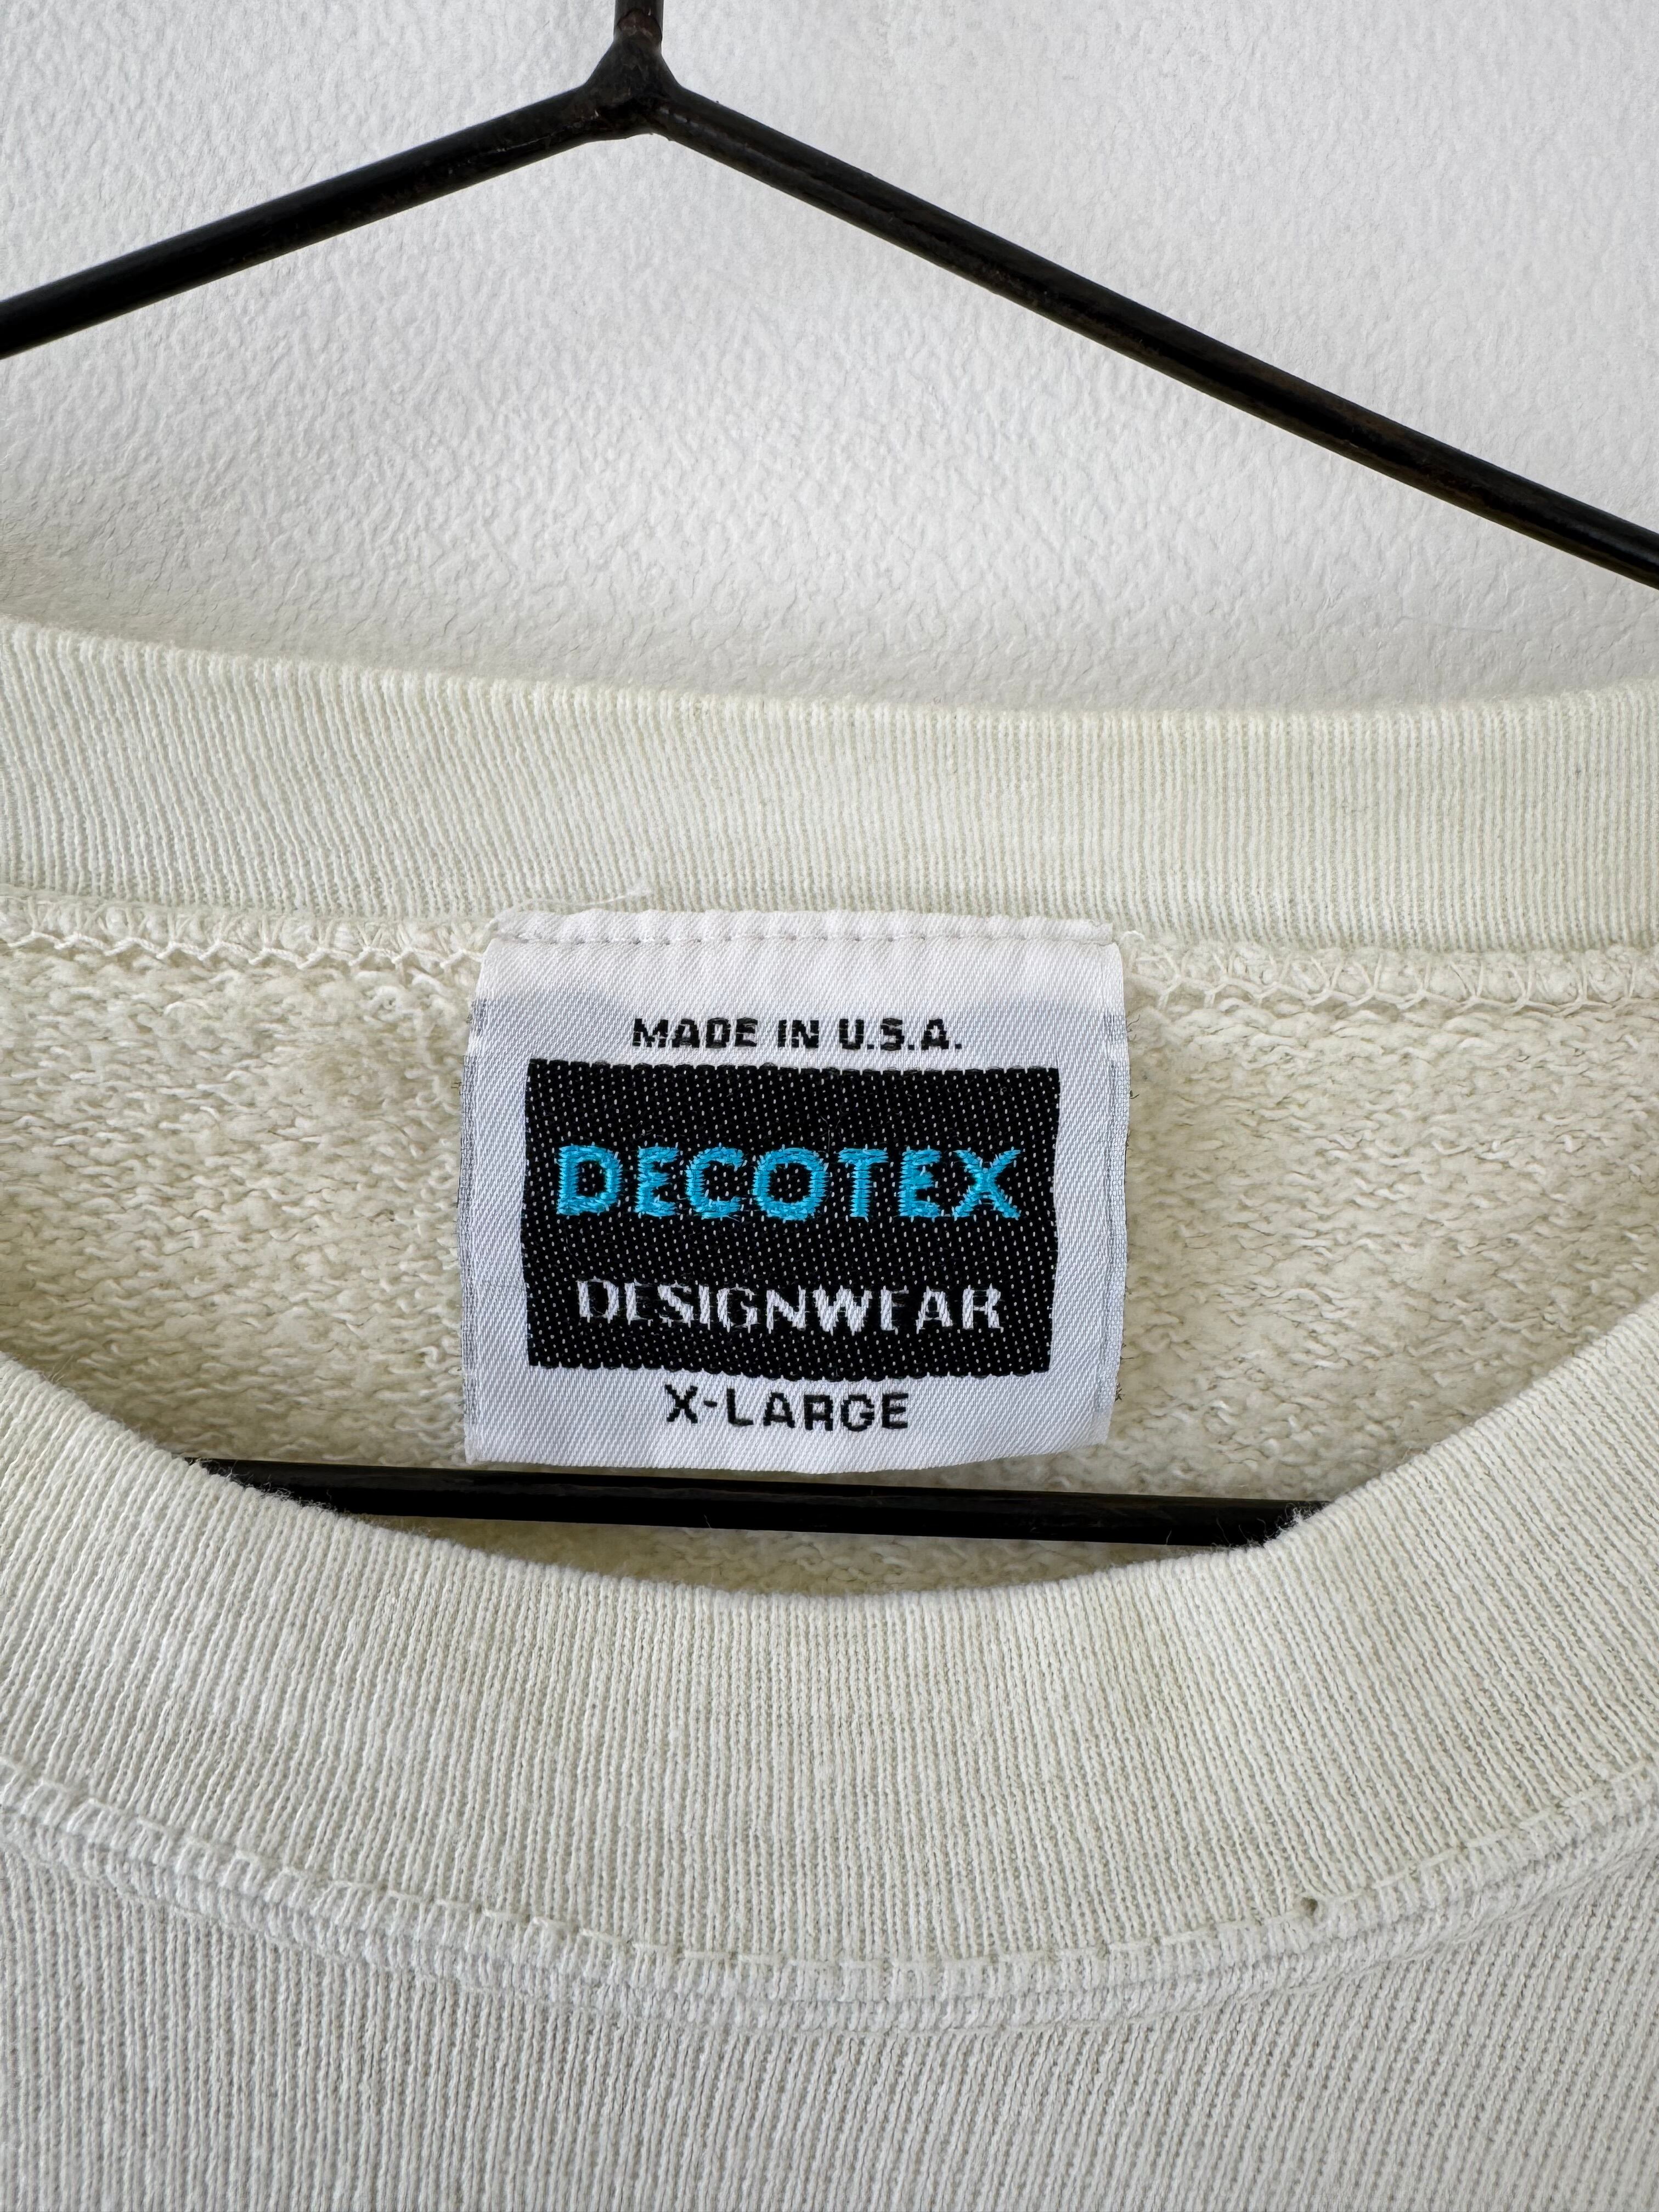 MADE IN U.S.A.
DECOTEX
DESIGNWEAR
X-LARGE